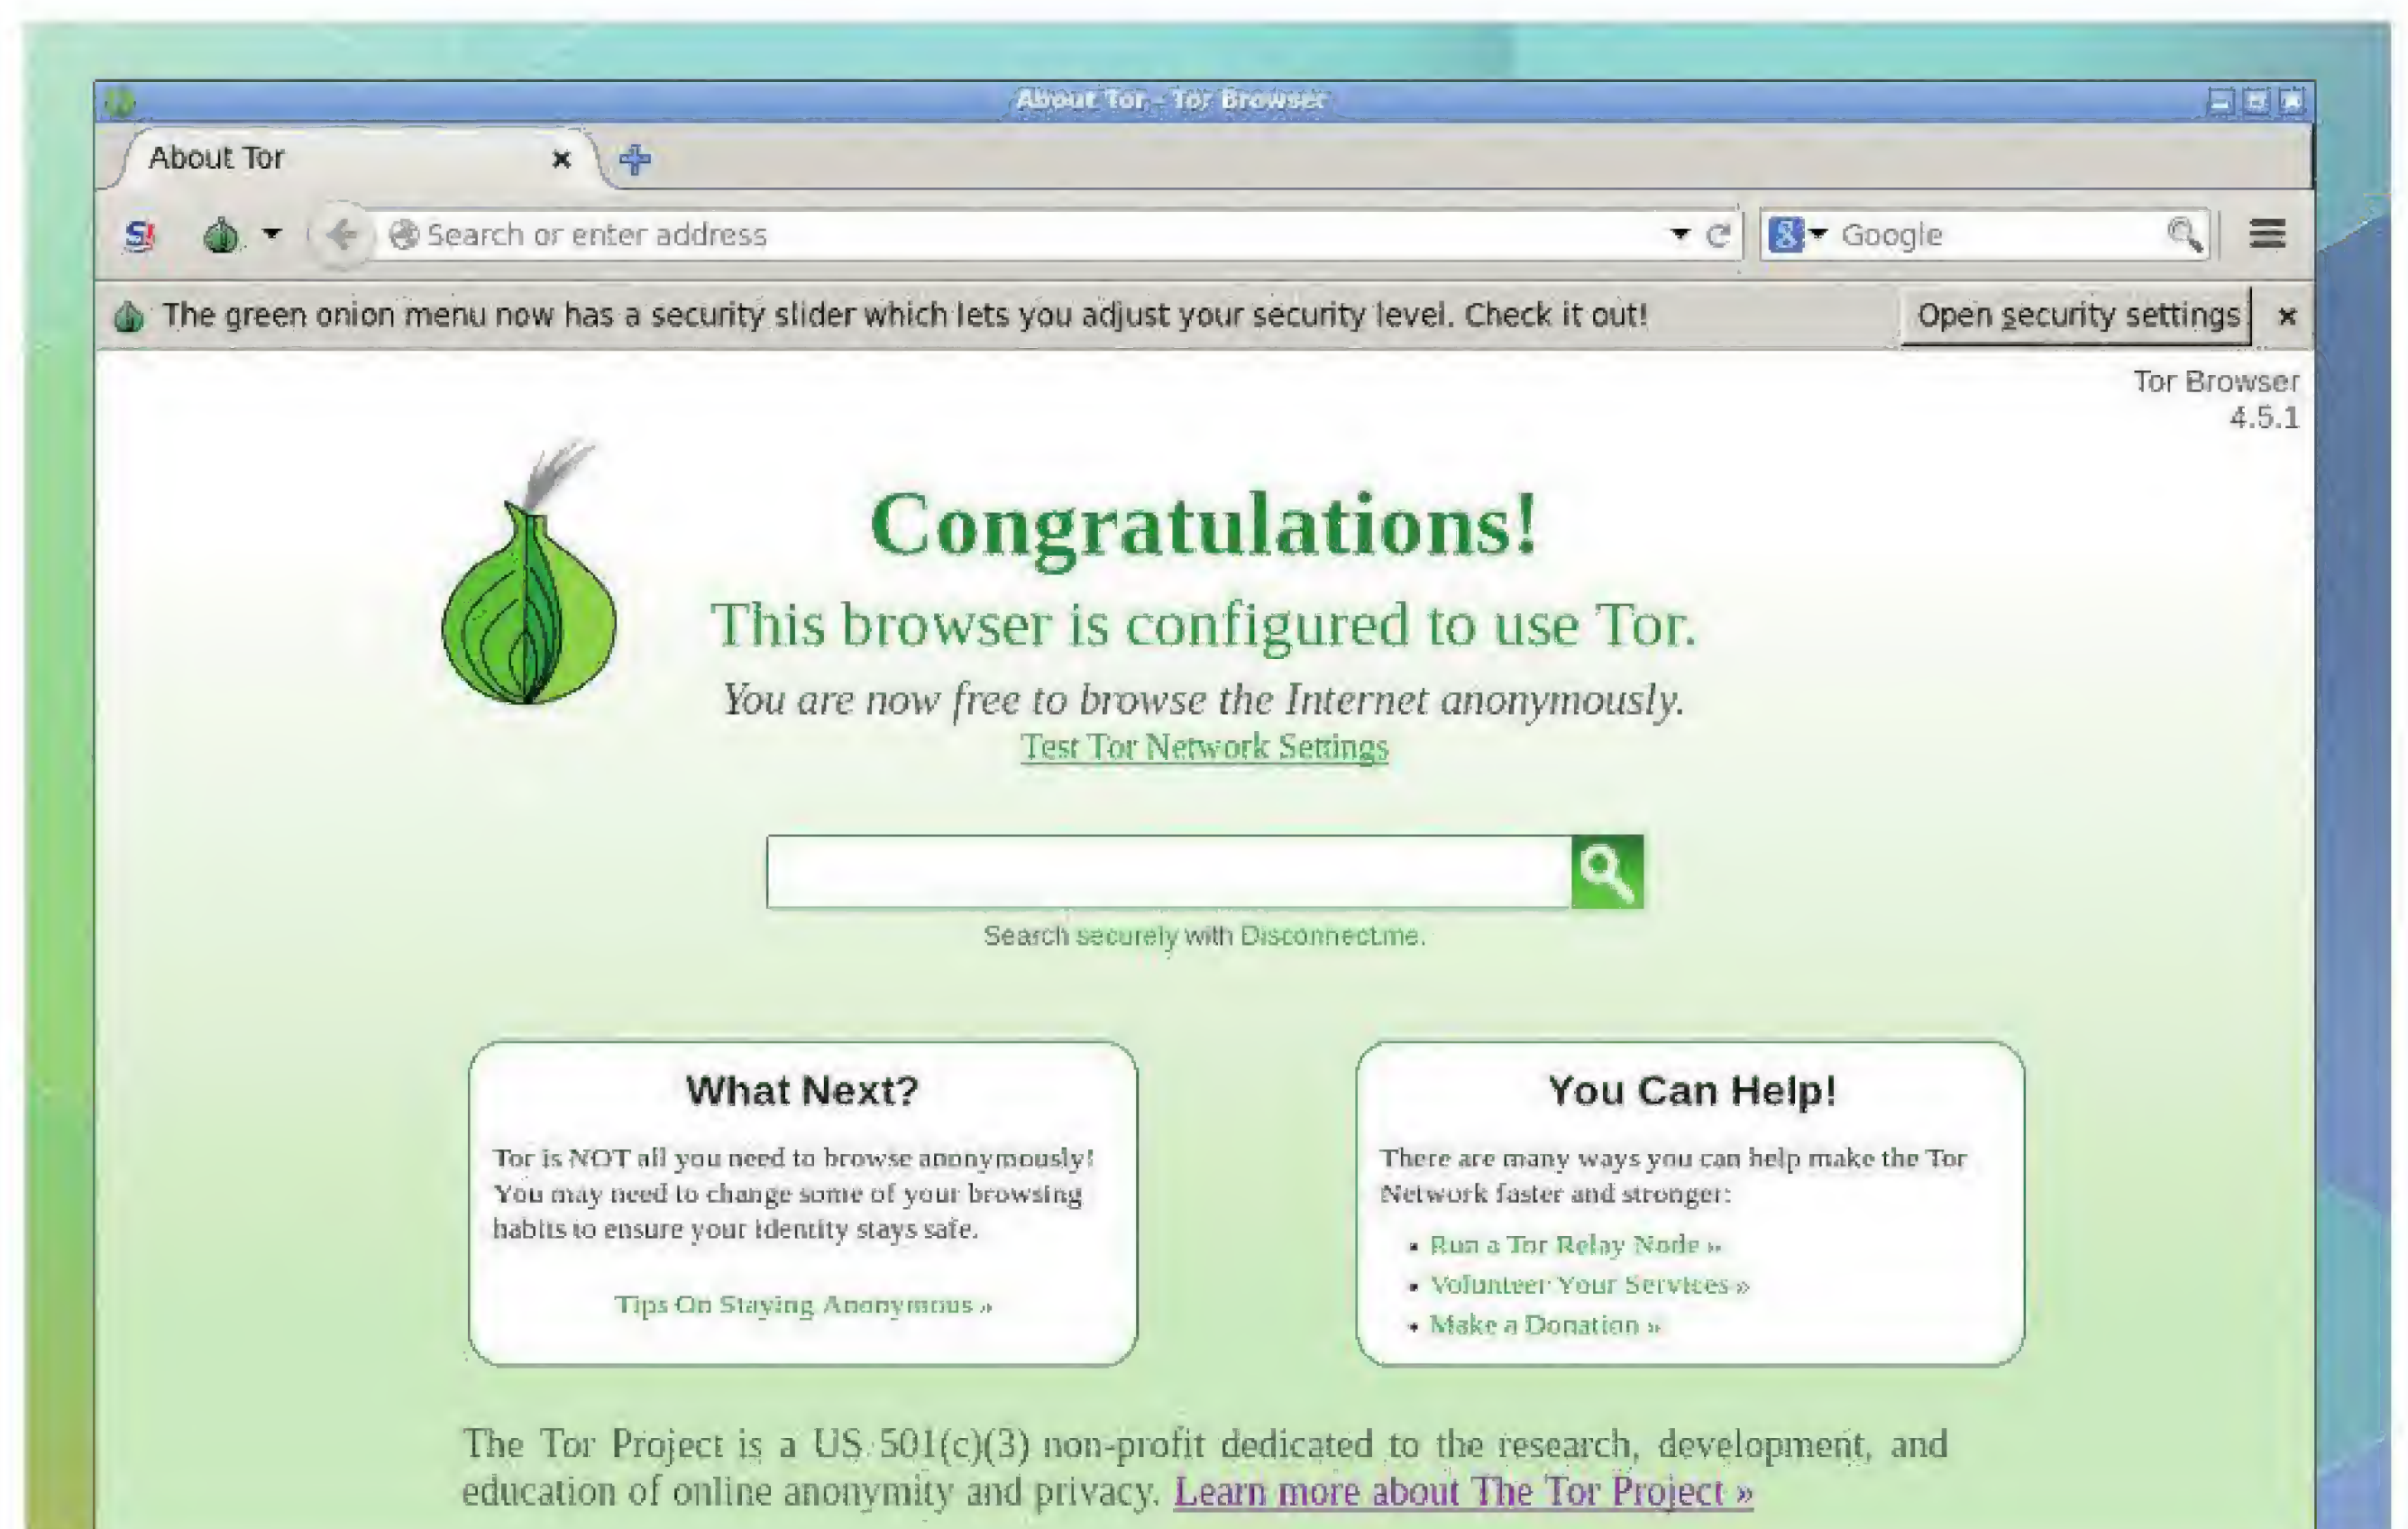 About Tor - Tor Browser
About Tor
Search or enter address
Google
The green onion menu now has a security slider which lets you adjust your security level. Check it out!
Open security settings
Tor Browser
4.5.1
Congratulations!
This browser is configured to use Tor.
You are now free to browse the Internet anonymously.
Test Tor Network Settings
Search securely with Disconnect.me.
What Next?
Tor is NOT all you need to browse anonymously!
You may need to change some of your browsing
habits to ensure your identity stays safe.
Tips On Staying Anonymous »
You Can Help!
There are many ways you can help make the Tor
Network faster and stronger:
• Run a Tor Relay Node »
• Volunteer Your Services »
• Make a Donation »
The Tor Project is a US 501(c)(3) non-profit dedicated to the research, development, and
education of online anonymity and privacy. Learn more about The Tor Project »